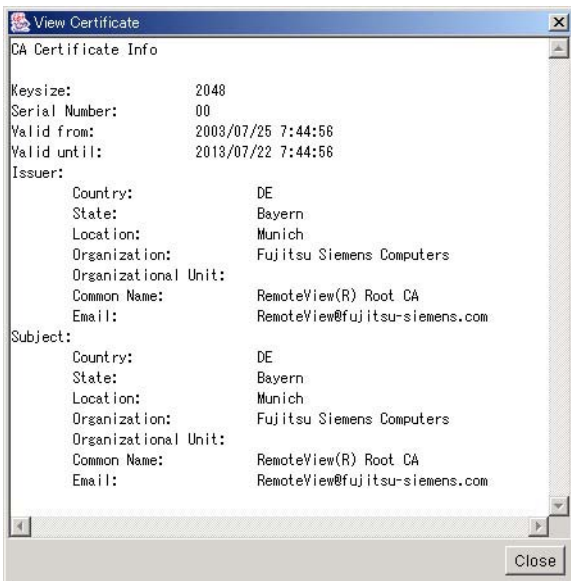 View Certificate
CA Certificate Info
Keysize: 2048
Serial Number: 00
Valid from: 2003/07/25 7:44:56
Valid until: 2013/07/22 7:44:56
Issuer:
Country: DE
State: Bayern
Location: Munich
Organization: Fujitsu Siemens Computers
Organizational Unit:
Common Name: RemoteView(R) Root CA
Email: RemoteView@fujitsu-siemens.com
Subject:
Country: DE
State: Bayern
Location: Munich
Organization: Fujitsu Siemens Computers
Organizational Unit:
Common Name: RemoteView(R) Root CA
Email: RemoteView@fujitsu-siemens.com
Close